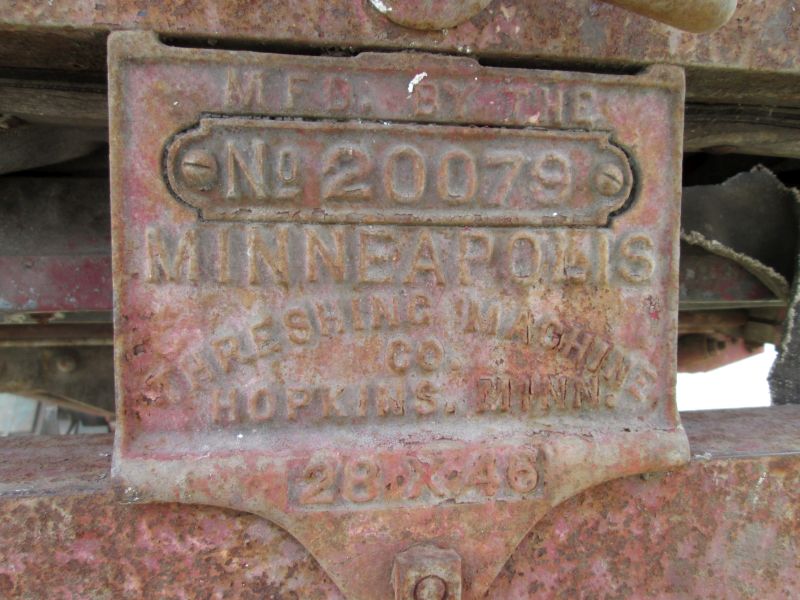 MFD. BY THE
No 20079
MINNEAPOLIS
THRESHING MACHINE
CO.
HOPKINS. MINN.
28 X 46